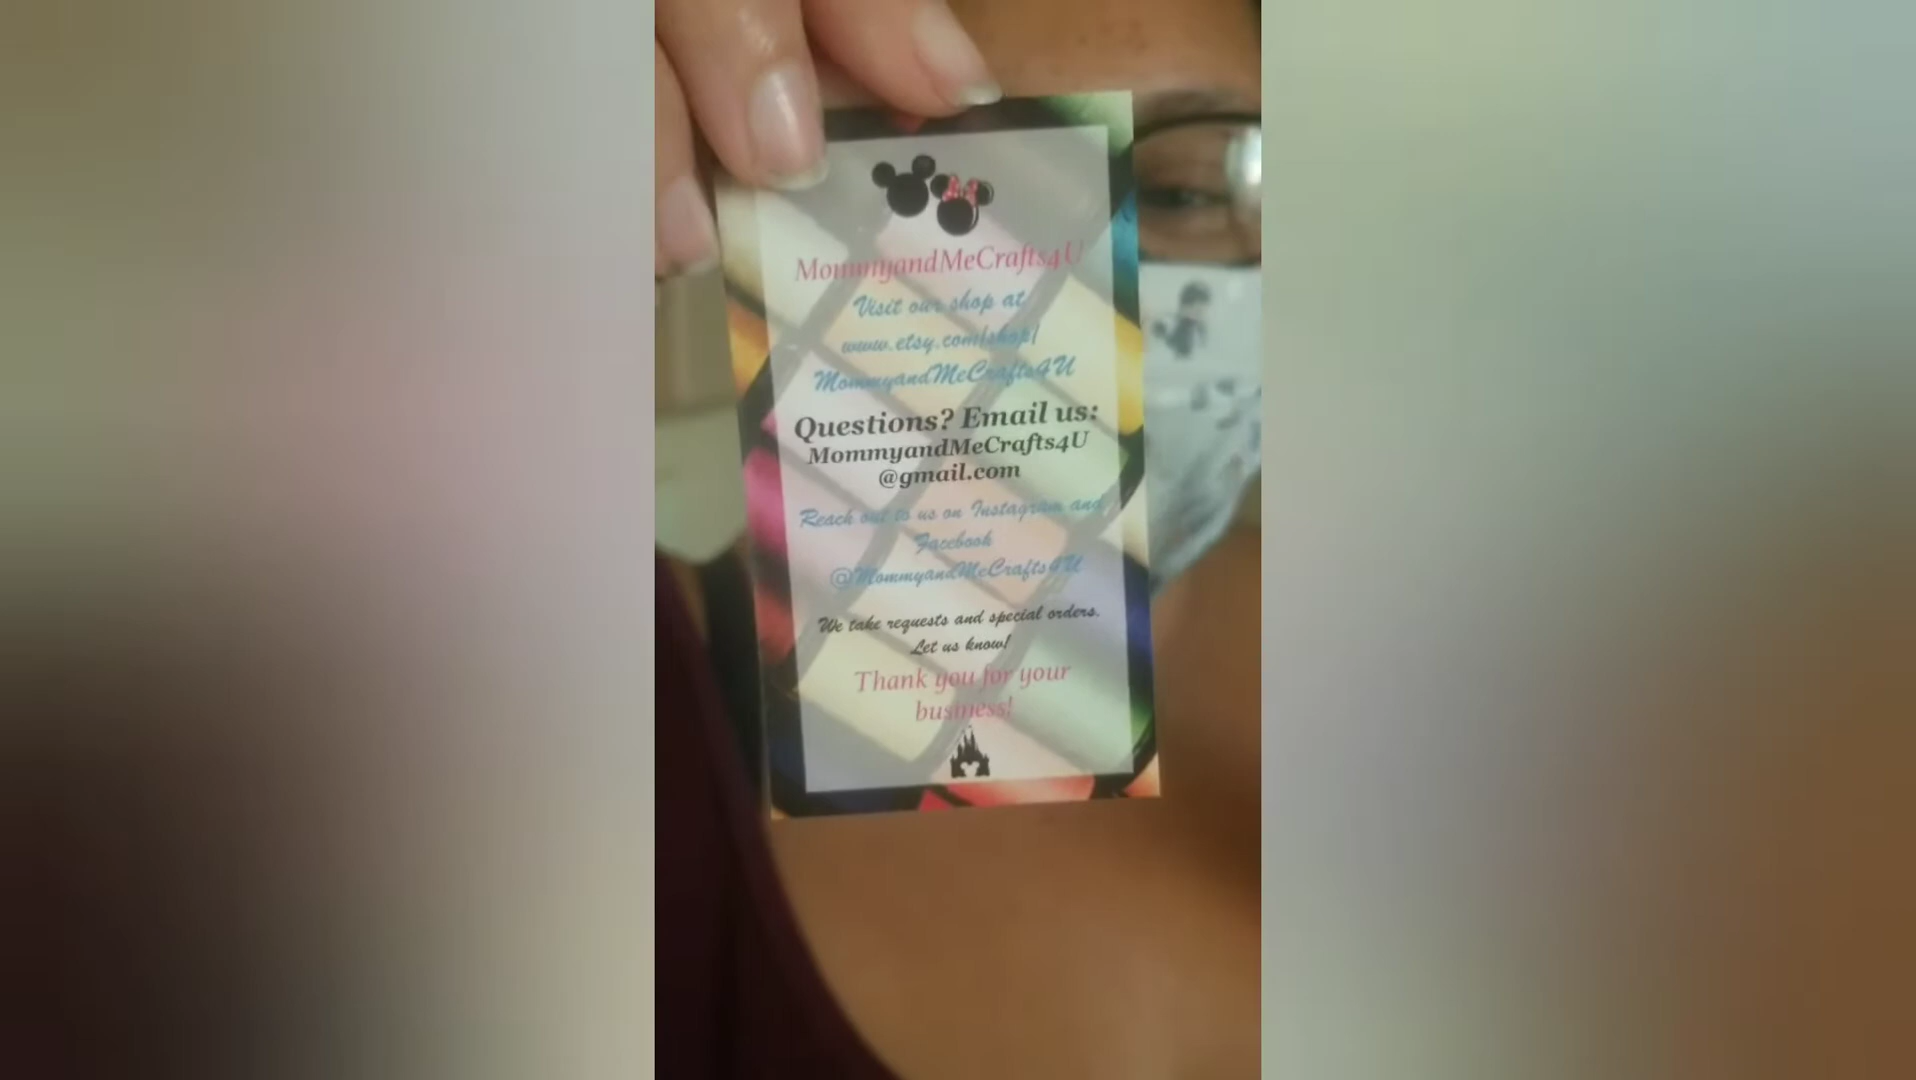 MommyandMeCrafts4U
Visit our shop at
www.etsy.com/shop/
MommyandMeCrafts4U
Questions? Email us:
MommyandMeCrafts4U
@gmail.com
Reach out to us on Instagram and
Facebook
@MommyandMeCrafts4U
We take requests and special orders.
Let us know!
Thank you for your
business!